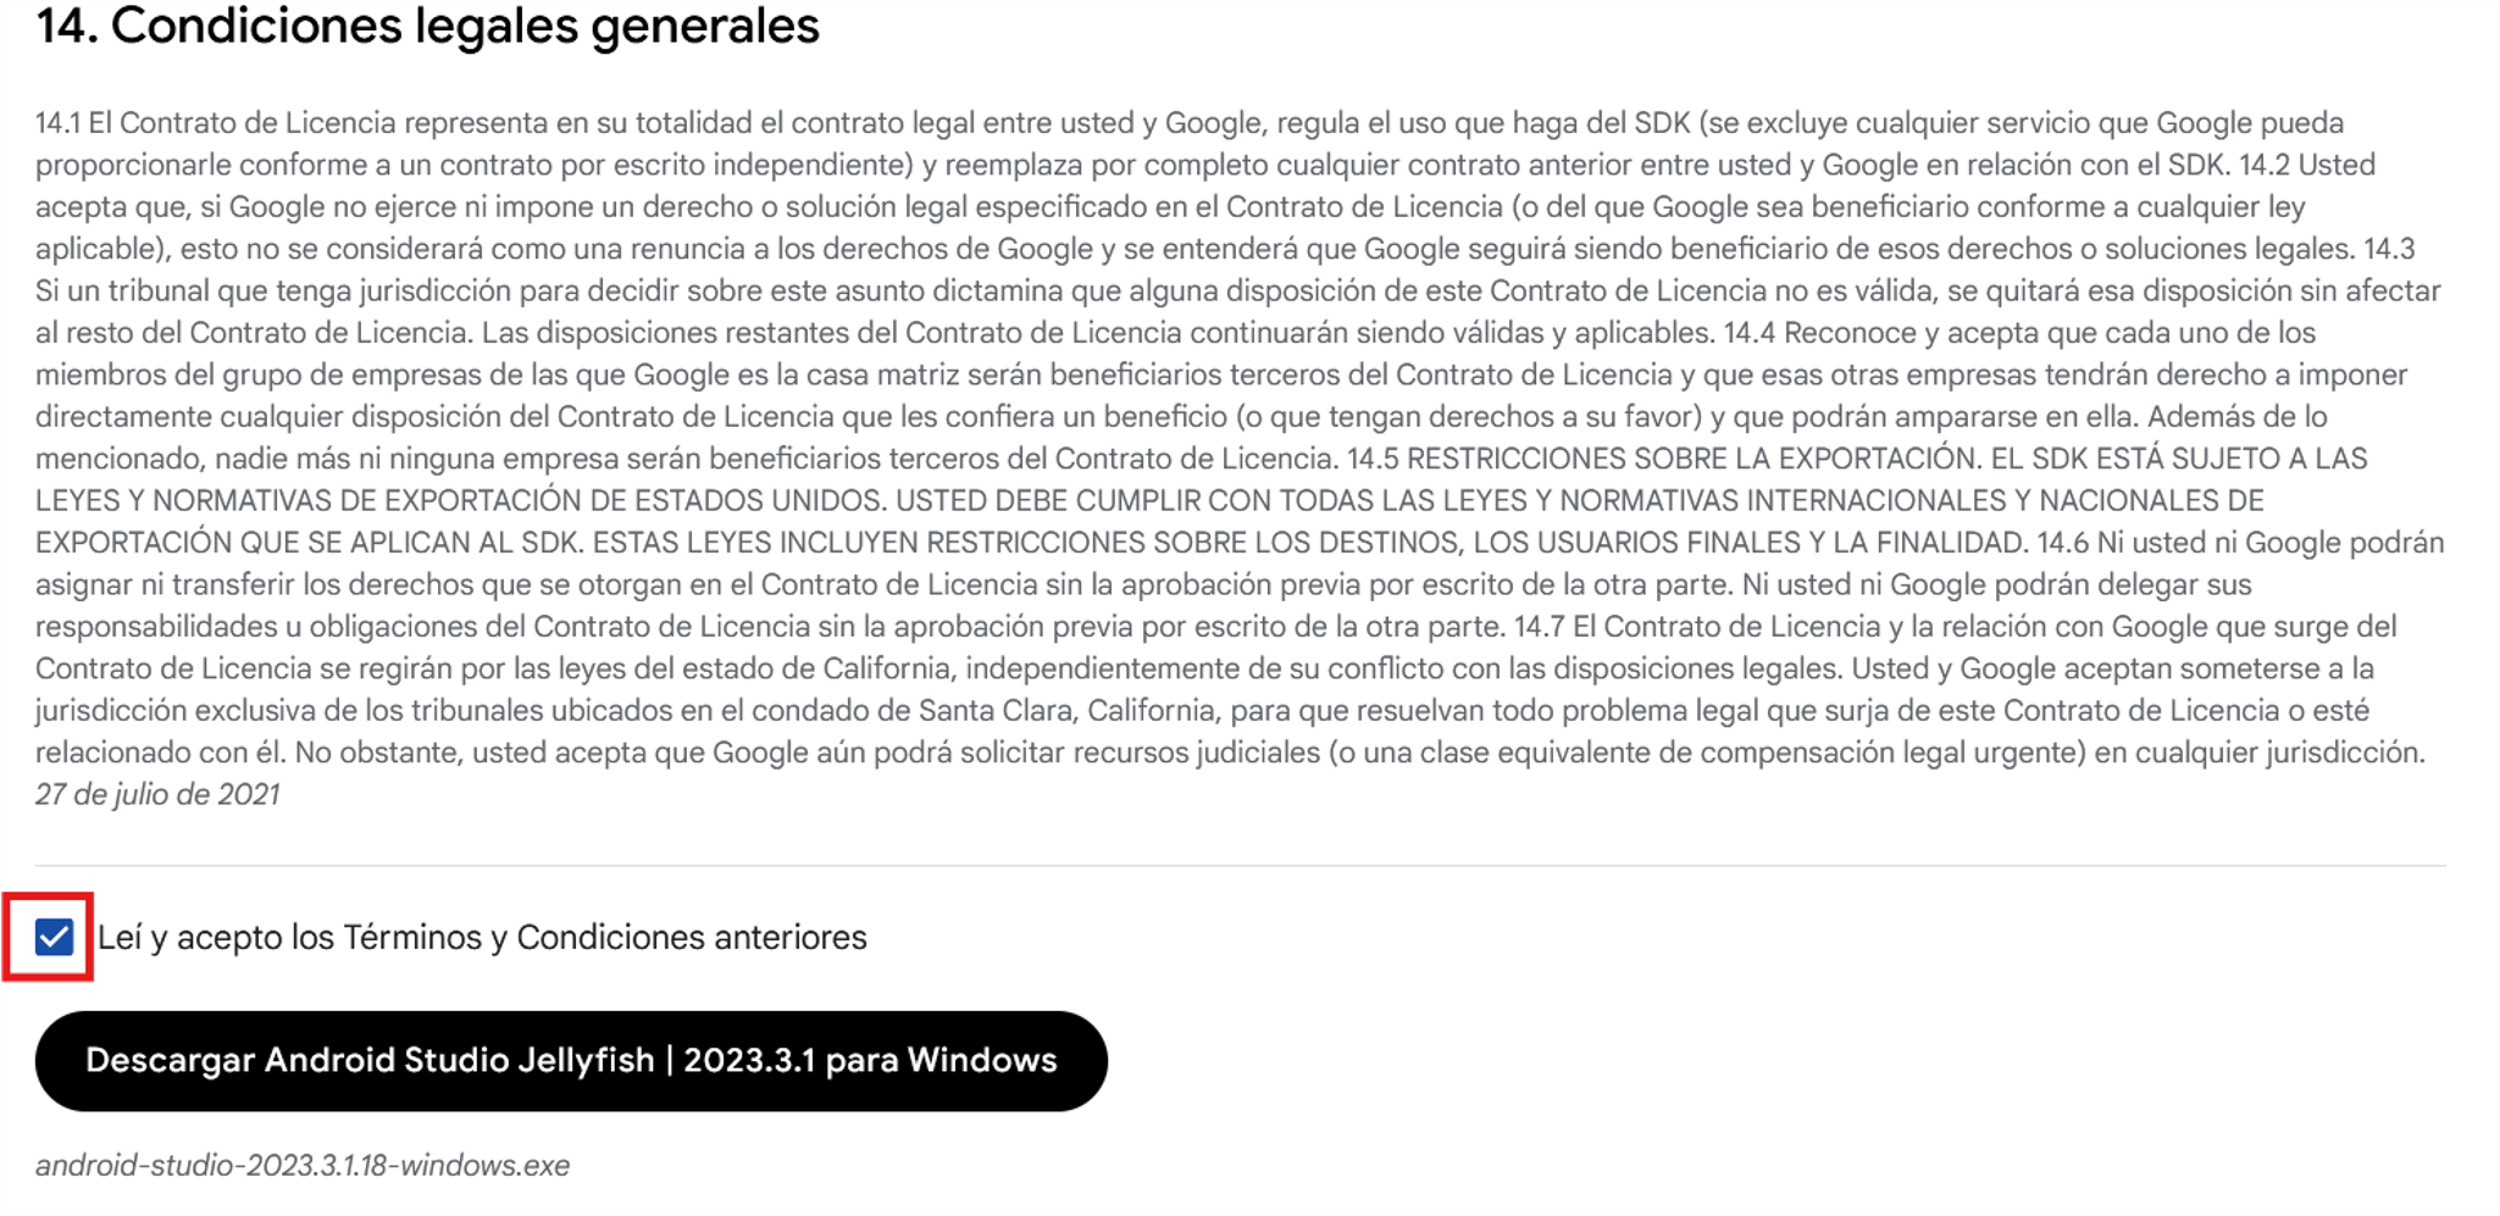 14. Condiciones legales generales
14.1 El Contrato de Licencia representa en su totalidad el contrato legal entre usted y Google, regula el uso que haga del SDK (se excluye cualquier servicio que Google pueda
proporcionarle conforme a un contrato por escrito independiente) y reemplaza por completo cualquier contrato anterior entre usted y Google en relación con el SDK. 14.2 Usted
acepta que, si Google no ejerce ni impone un derecho o solución legal especificado en el Contrato de Licencia (o del que Google sea beneficiario conforme a cualquier ley
aplicable), esto no se considerará como una renuncia a los derechos de Google y se entenderá que Google seguirá siendo beneficiario de esos derechos o soluciones legales. 14.3
Si un tribunal que tenga jurisdicción para decidir sobre este asunto dictamina que alguna disposición de este Contrato de Licencia no es válida, se quitará esa disposición sin afectar
al resto del Contrato de Licencia. Las disposiciones restantes del Contrato de Licencia continuarán siendo válidas y aplicables. 14.4 Reconoce y acepta que cada uno de los
miembros del grupo de empresas de las que Google es la casa matriz serán beneficiarios terceros del Contrato de Licencia y que esas otras empresas tendrán derecho a imponer
directamente cualquier disposición del Contrato de Licencia que les confiera un beneficio (o que tengan derechos a su favor) y que podrán ampararse en ella. Además de lo
mencionado, nadie más ni ninguna empresa serán beneficiarios terceros del Contrato de Licencia. 14.5 RESTRICCIONES SOBRE LA EXPORTACIÓN. EL SDK ESTÁ SUJETO A LAS
LEYES Y NORMATIVAS DE EXPORTACIÓN DE ESTADOS UNIDOS. USTED DEBE CUMPLIR CON TODAS LAS LEYES Y NORMATIVAS INTERNACIONALES Y NACIONALES DE
EXPORTACIÓN QUE SE APLICAN AL SDK. ESTAS LEYES INCLUYEN RESTRICCIONES SOBRE LOS DESTINOS, LOS USUARIOS FINALES Y LA FINALIDAD. 14.6 Ni usted ni Google podrán
asignar ni transferir los derechos que se otorgan en el Contrato de Licencia sin la aprobación previa por escrito de la otra parte. Ni usted ni Google podrán delegar sus
responsabilidades u obligaciones del Contrato de Licencia sin la aprobación previa por escrito de la otra parte. 14.7 El Contrato de Licencia y la relación con Google que surge del
Contrato de Licencia se regirán por las leyes del estado de California, independientemente de su conflicto con las disposiciones legales. Usted y Google aceptan someterse a la
jurisdicción exclusiva de los tribunales ubicados en el condado de Santa Clara, California, para que resuelvan todo problema legal que surja de este Contrato de Licencia o esté
relacionado con él. No obstante, usted acepta que Google aún podrá solicitar recursos judiciales (o una clase equivalente de compensación legal urgente) en cualquier jurisdicción.
27 de julio de 2021
Leí y acepto los Términos y Condiciones anteriores
Descargar Android Studio Jellyfish | 2023.3.1 para Windows
android-studio-2023.3.1.18-windows.exe